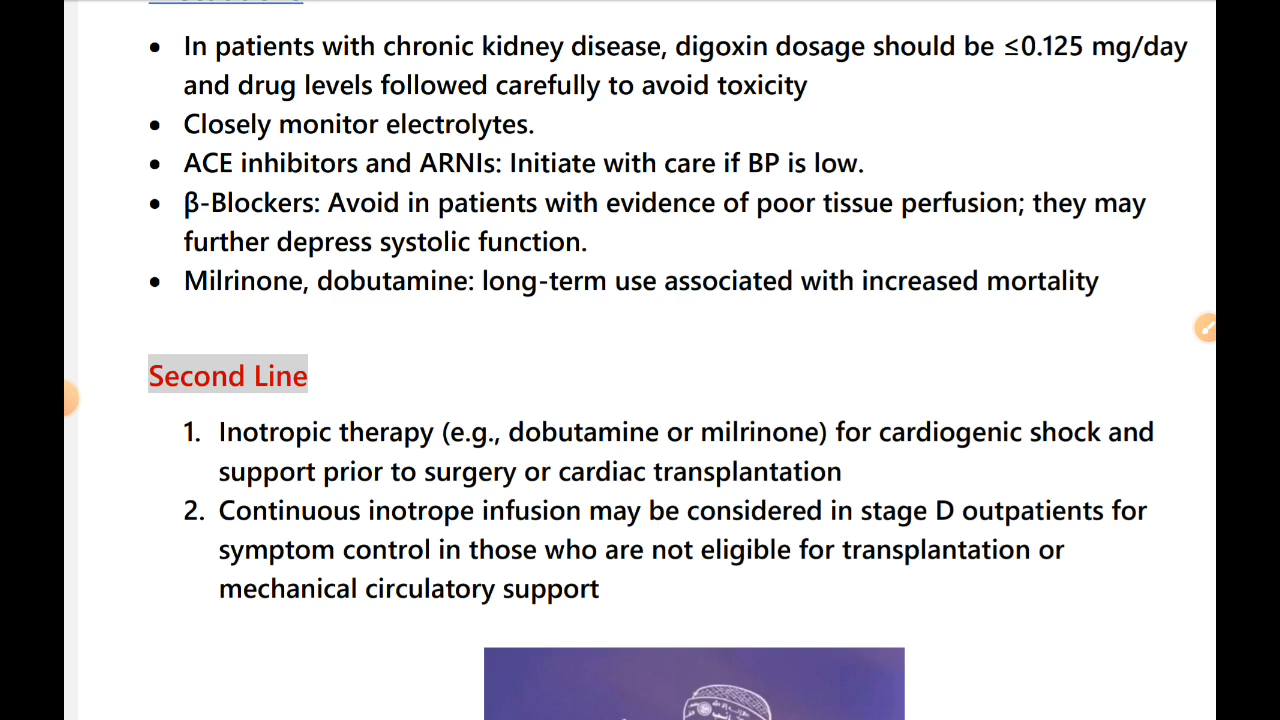 • In patients with chronic kidney disease, digoxin dosage should be ≤0.125 mg/day
and drug levels followed carefully to avoid toxicity
• Closely monitor electrolytes.
• ACE inhibitors and ARNIs: Initiate with care if BP is low.
• β-Blockers: Avoid in patients with evidence of poor tissue perfusion; they may
further depress systolic function.
• Milrinone, dobutamine: long-term use associated with increased mortality
Second Line
1. Inotropic therapy (e.g., dobutamine or milrinone) for cardiogenic shock and
support prior to surgery or cardiac transplantation
2. Continuous inotrope infusion may be considered in stage D outpatients for
symptom control in those who are not eligible for transplantation or
mechanical circulatory support